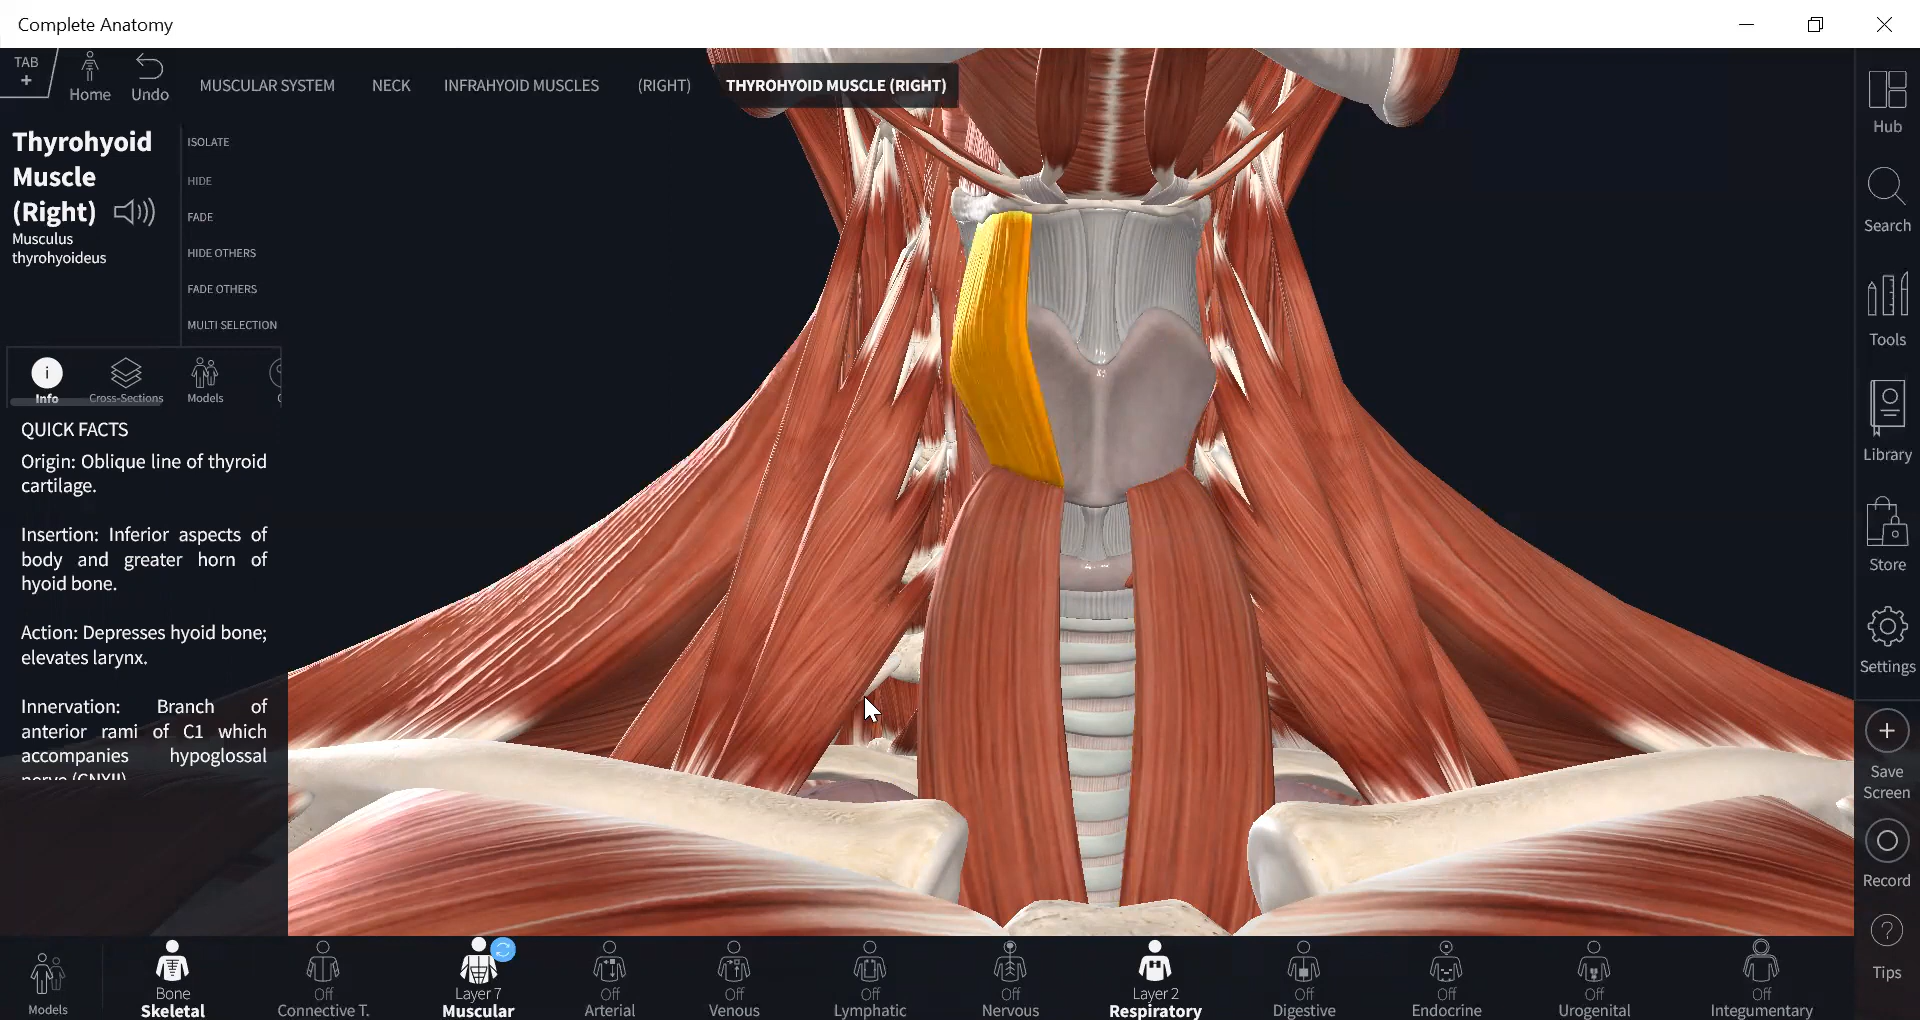 Complete Anatomy
TAB
+
Home
Undo
MUSCULAR SYSTEM
NECK
INFRAHYOID MUSCLES
(RIGHT)
THYROHYOID MUSCLE (RIGHT)
Thyrohyoid
Muscle
(Right)
Musculus
thyrohyoideus
ISOLATE
HIDE
FADE
HIDE OTHERS
FADE OTHERS
MULTI SELECTION
i
Info
Cross-Sections
Models
QUICK FACTS
Origin: Oblique line of thyroid
cartilage.
Insertion: Inferior aspects of
body and greater horn of
hyoid bone.
Action: Depresses hyoid bone;
elevates larynx.
Innervation: Branch of
anterior rami of C1 which
accompanies hypoglossal
nerve (CNXII)
Hub
Search
Tools
Library
Store
Settings
+
Save
Screen
Record
?
Tips
Models
Bone
Skeletal
Off
Connective T.
Layer 7
Muscular
Off
Arterial
Off
Venous
Off
Lymphatic
Off
Nervous
Layer 2
Respiratory
Off
Digestive
Off
Endocrine
Off
Urogenital
Off
Integumentary